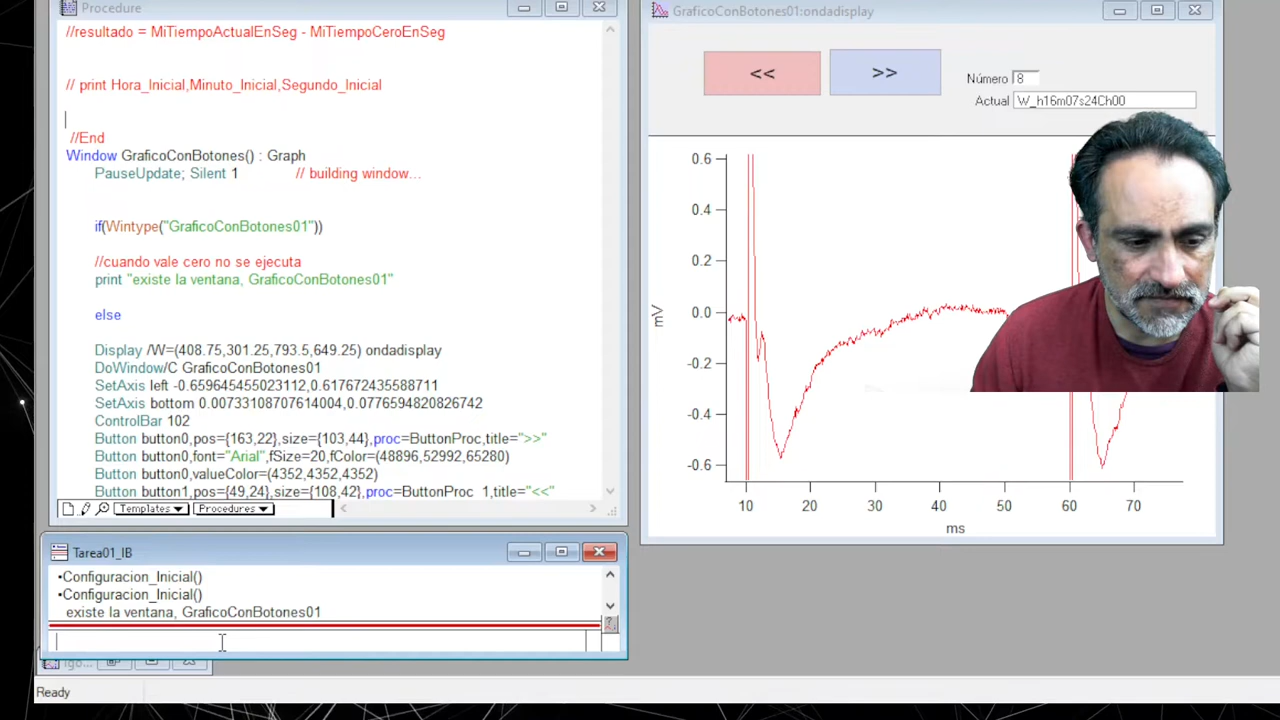 Procedure
//resultado = MiTiempoActualEnSeg - MiTiempoCeroEnSeg
// print Hora_Inicial,Minuto_Inicial,Segundo_Inicial
//End
Window GraficoConBotones() : Graph
PauseUpdate; Silent 1 // building window...
if(Wintype("GraficoConBotones01"))
//cuando vale cero no se ejecuta
print "existe la ventana, GraficoConBotones01"
else
Display /W=(408.75,301.25,793.5,649.25) ondadisplay
DoWindow/C GraficoConBotones01
SetAxis left -0.659645455023112,0.617672435588711
SetAxis bottom 0.00733108707614004,0.0776594820826742
ControlBar 102
Button button0,pos={163,22},size={103,44},proc=ButtonProc,title=">>"
Button button0,font="Arial",fSize=20,fColor=(48896,52992,65280)
Button button0,valueColor=(4352,4352,4352)
Button button1,pos={49,24},size={108,42},proc=ButtonProc_1,title="<<"
Templates
Procedures
Tarea01_IB
•Configuracion_Inicial()
•Configuracion_Inicial()
existe la ventana, GraficoConBotones01
Igo...
Ready
GraficoConBotones01:ondadisplay
<<
>>
Número 8
Actual W_h16m07s24Ch00
0.6
0.4
0.2
0.0
-0.2
-0.4
-0.6
mV
10 20 30 40 50 60 70
ms